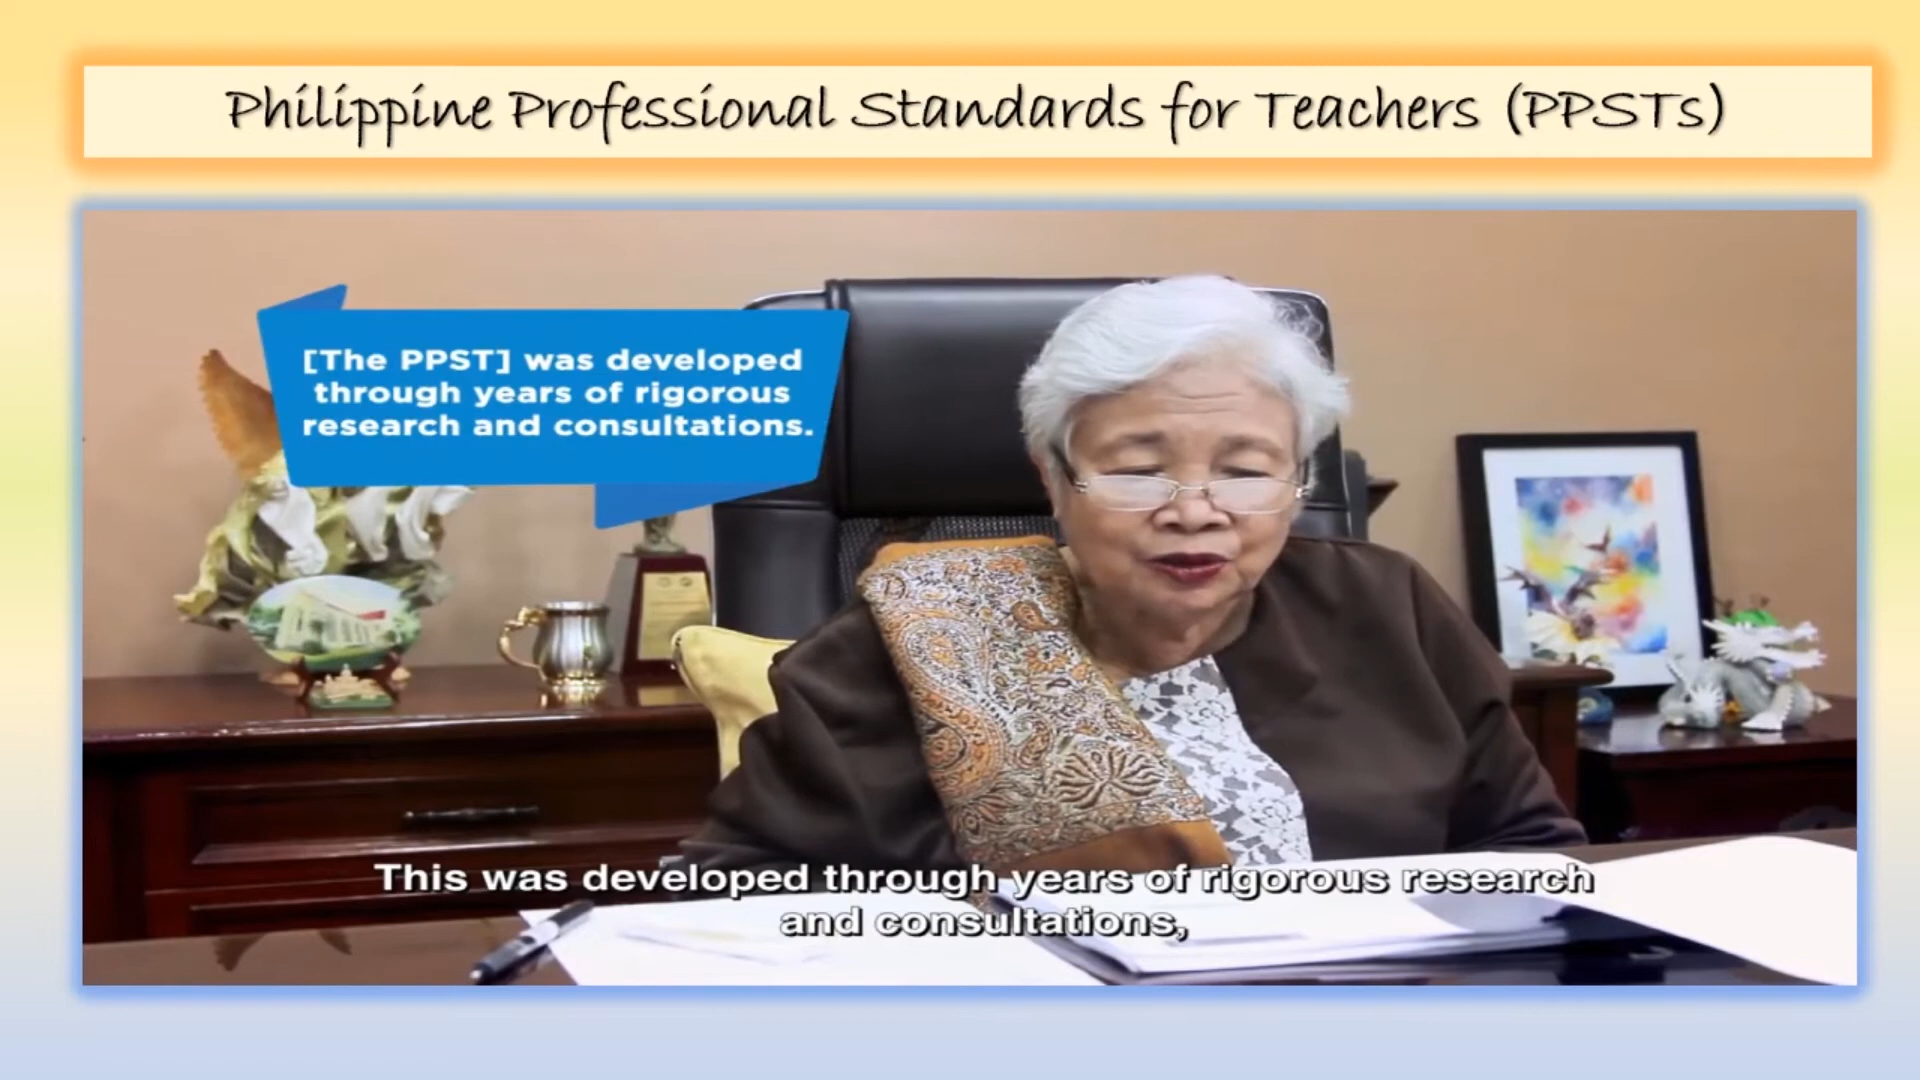 Philippine Professional Standards for Teachers (PPSTs)
[The PPST] was developed
through years of rigorous
research and consultations.
This was developed through years of rigorous research
and consultations,